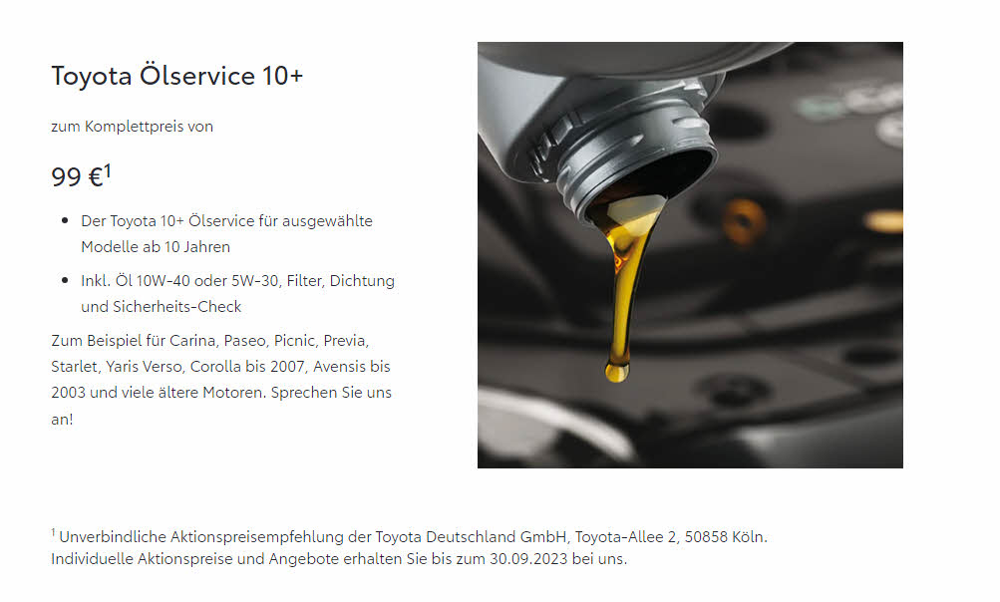 Toyota Ölservice 10+
zum Komplettpreis von
99 €¹
• Der Toyota 10+ Ölservice für ausgewählte
Modelle ab 10 Jahren
• Inkl. Öl 10W-40 oder 5W-30, Filter, Dichtung
und Sicherheits-Check
Zum Beispiel für Carina, Paseo, Picnic, Previa,
Starlet, Yaris Verso, Corolla bis 2007, Avensis bis
2003 und viele ältere Motoren. Sprechen Sie uns
an!
¹ Unverbindliche Aktionspreisempfehlung der Toyota Deutschland GmbH, Toyota-Allee 2, 50858 Köln.
Individuelle Aktionspreise und Angebote erhalten Sie bis zum 30.09.2023 bei uns.